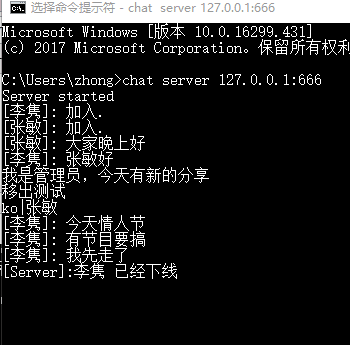 选择命令提示符 - chat  server 127.0.0.1:666
Microsoft Windows [版本 10.0.16299.431]
(c) 2017 Microsoft Corporation。保留所有权利
C:\Users\zhong>chat server 127.0.0.1:666
Server started
[李隽]: 加入.
[张敏]: 加入.
[张敏]: 大家晚上好
[李隽]: 张敏好
我是管理员，今天有新的分享
移出测试
ko|张敏
[李隽]: 今天情人节
[李隽]: 有节目要搞
[李隽]: 我先走了
[Server]:李隽 已经下线